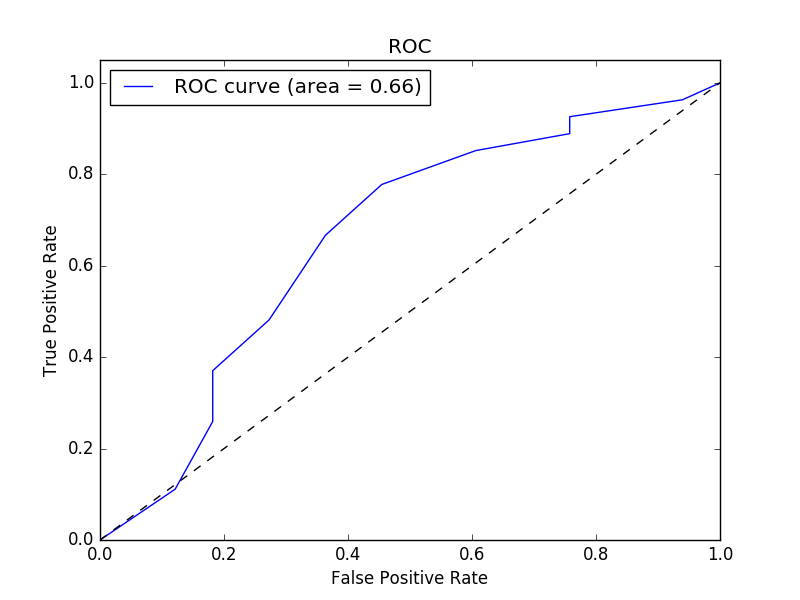 ROC
ROC curve (area = 0.66)
True Positive Rate
1.0
0.8
0.6
0.4
0.2
0.0
0.0 0.2 0.4 0.6 0.8 1.0
False Positive Rate